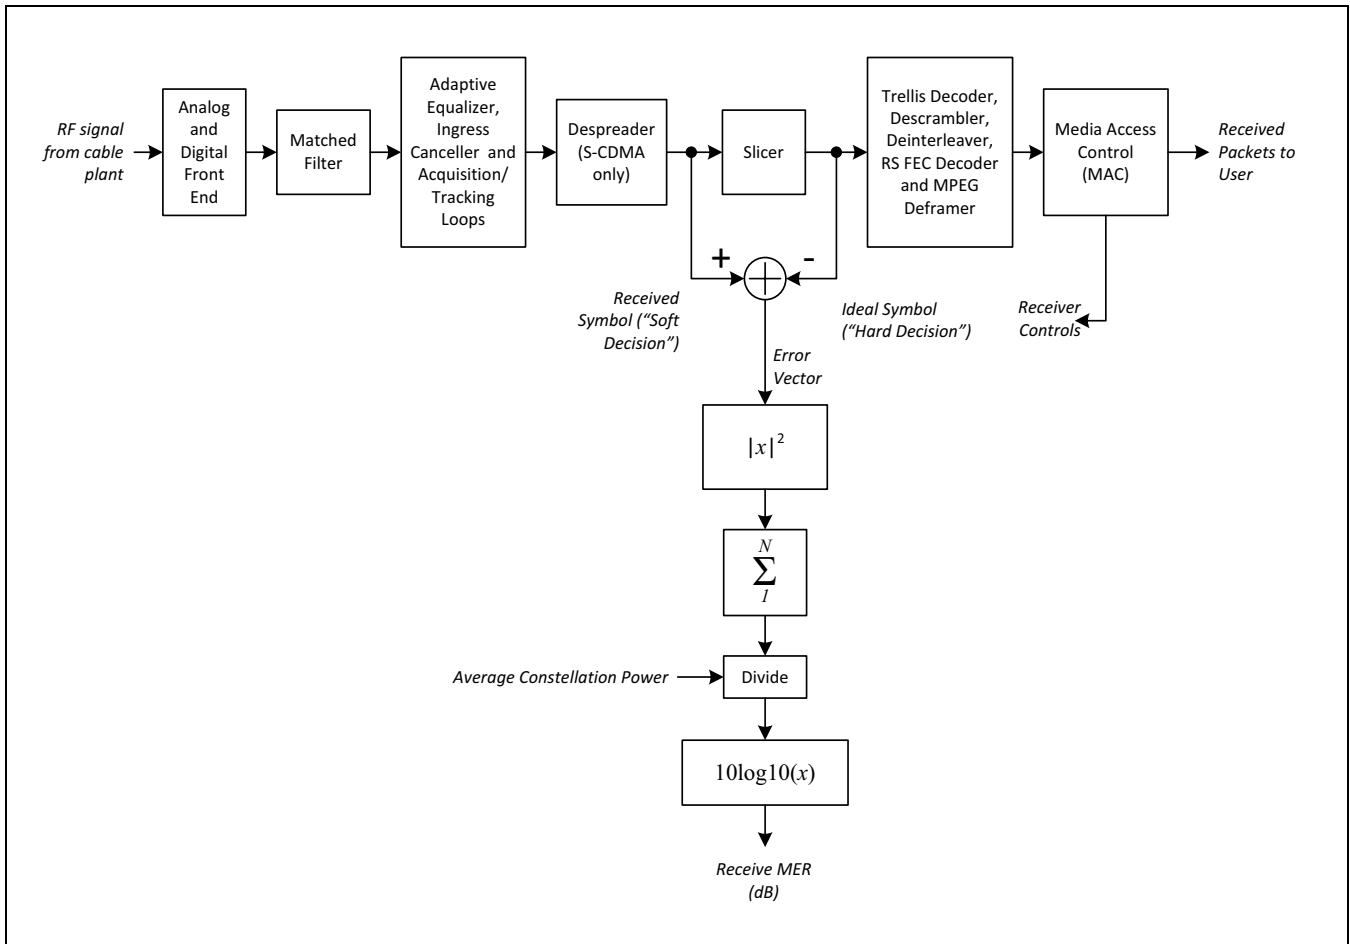 RF signal
from cable
plant
Analog
and
Digital
Front
End
Matched
Filter
Adaptive
Equalizer,
Ingress
Canceller and
Acquisition/
Tracking
Loops
Despreader
(S-CDMA
only)
Slicer
Trellis Decoder,
Descrambler,
Deinterleaver,
RS FEC Decoder
and MPEG
Deframer
Media Access
Control
(MAC)
Received
Packets to
User
+
-
Received
Symbol (“Soft
Decision”)
Ideal Symbol
(“Hard Decision”)
Receiver
Controls
Error
Vector
|x|²
N
∑
1
Average Constellation Power
Divide
10log10(x)
Receive MER
(dB)